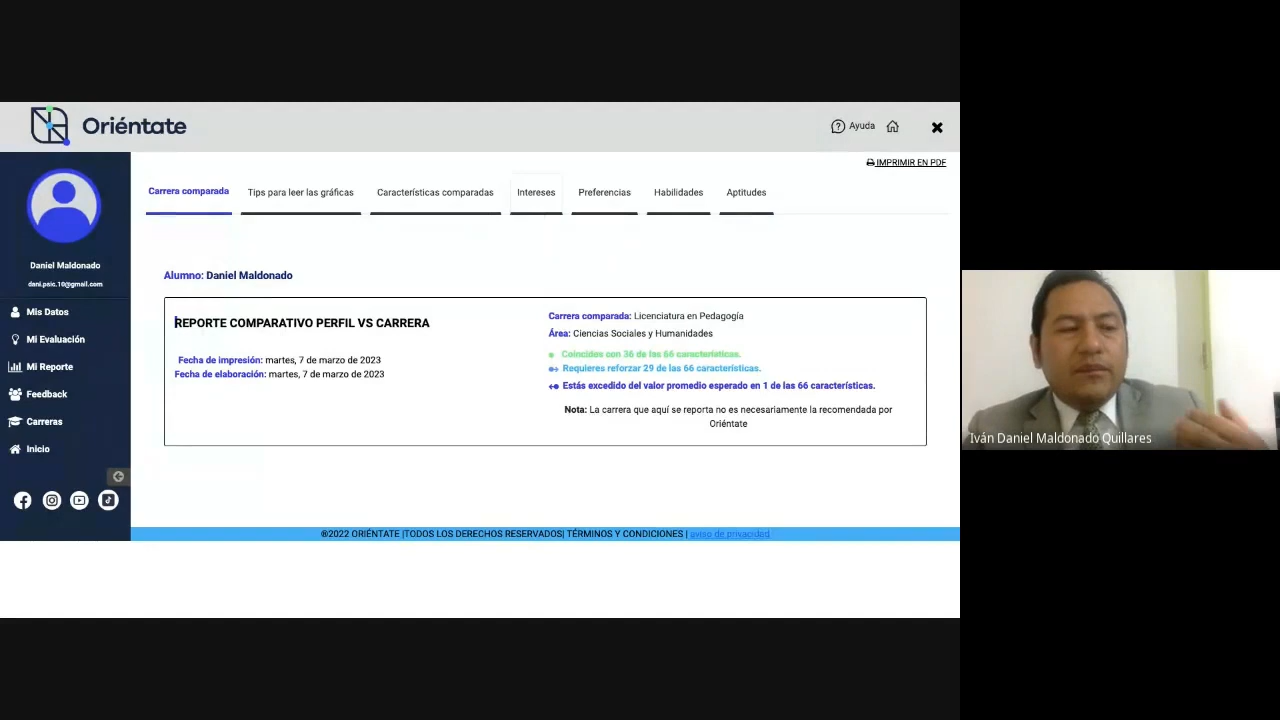 Oriéntate
Ayuda
IMPRIMIR EN PDF
Carrera comparada
Tips para leer las gráficas
Características comparadas
Intereses
Preferencias
Habilidades
Aptitudes
Daniel Maldonado
dani.psic.10@gmail.com
Mis Datos
Mi Evaluación
Mi Reporte
Feedback
Carreras
Inicio
Alumno: Daniel Maldonado
REPORTE COMPARATIVO PERFIL VS CARRERA
Fecha de impresión: martes, 7 de marzo de 2023
Fecha de elaboración: martes, 7 de marzo de 2023
Carrera comparada: Licenciatura en Pedagogía
Área: Ciencias Sociales y Humanidades
Coincides con 36 de las 66 características.
Requieres reforzar 29 de las 66 características.
Estás excedido del valor promedio esperado en 1 de las 66 características.
Nota: La carrera que aquí se reporta no es necesariamente la recomendada por
Oriéntate
®2022 ORIÉNTATE |TODOS LOS DERECHOS RESERVADOS| TÉRMINOS Y CONDICIONES | aviso de privacidad
Iván Daniel Maldonado Quillares